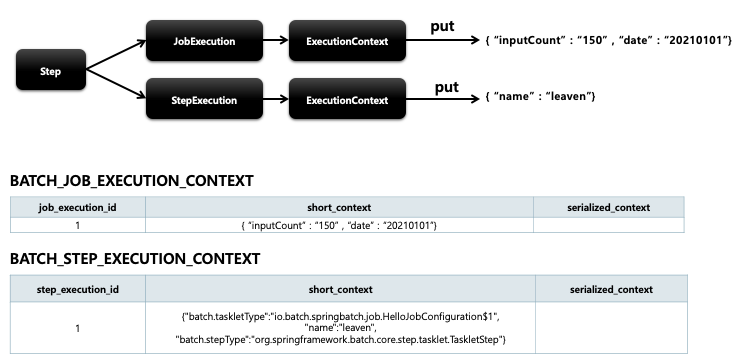 put
JobExecution
ExecutionContext
{ “inputCount” : “150” , “date” : “20210101”}
Step
put
StepExecution
ExecutionContext
{ “name” : “leaven”}
BATCH_JOB_EXECUTION_CONTEXT
job_execution_id short_context serialized_context
1 { “inputCount” : “150” , “date” : “20210101”}
BATCH_STEP_EXECUTION_CONTEXT
step_execution_id short_context serialized_context
{"batch.taskletType":"io.batch.springbatch.job.HelloJobConfiguration$1",
1 "name":"leaven",
"batch.stepType":"org.springframework.batch.core.step.tasklet.TaskletStep"}